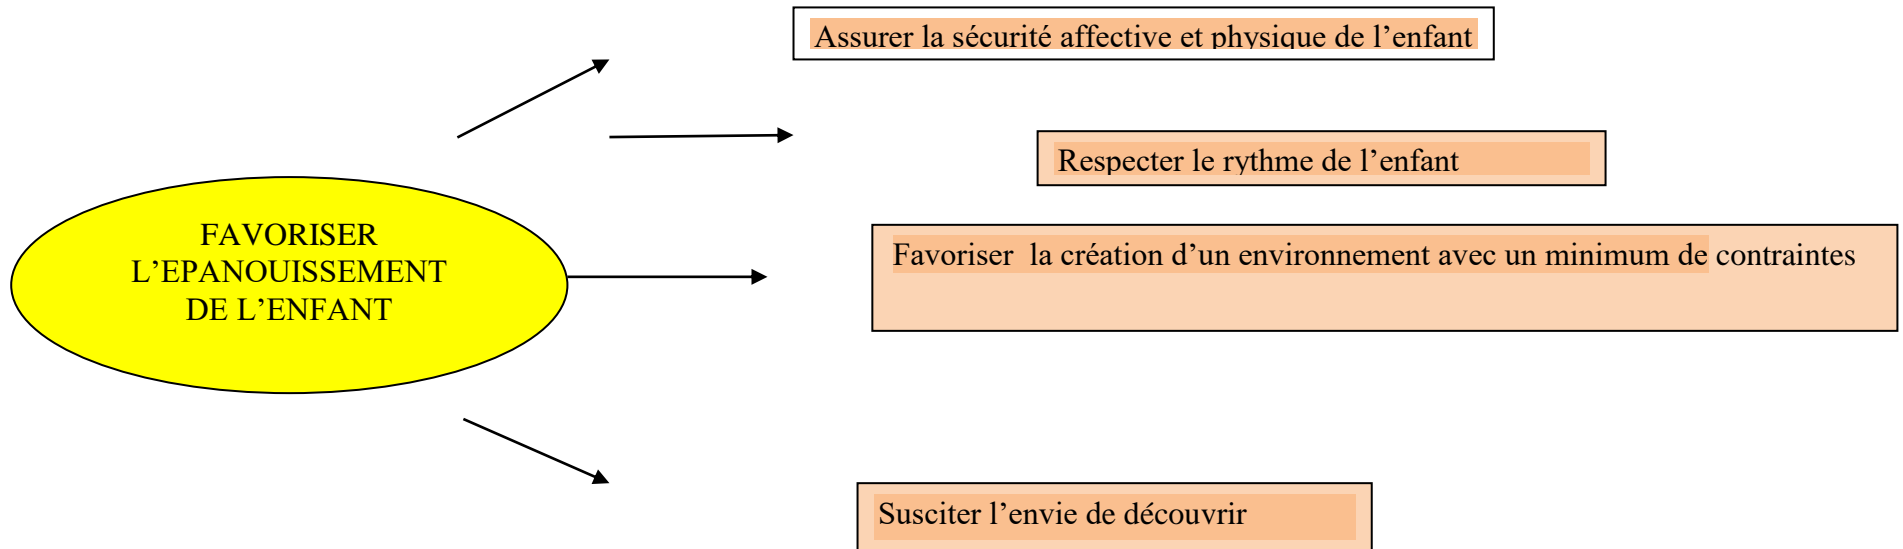 Assurer la sécurité affective et physique de l’enfant
Respecter le rythme de l’enfant
FAVORISER
L’EPANOUISSEMENT
DE L’ENFANT
Favoriser  la création d’un environnement avec un minimum de contraintes
Susciter l’envie de découvrir